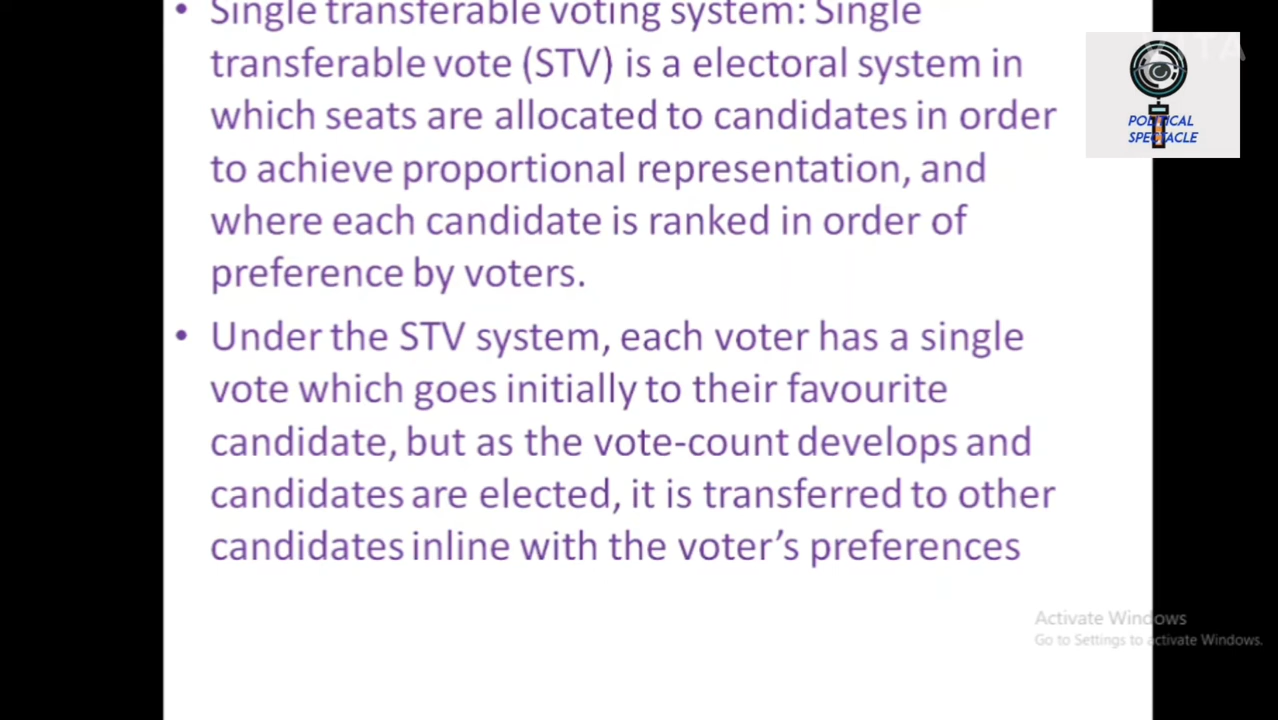 • Single transferable voting system: Single
transferable vote (STV) is a electoral system in
which seats are allocated to candidates in order
to achieve proportional representation, and
where each candidate is ranked in order of
preference by voters.
• Under the STV system, each voter has a single
vote which goes initially to their favourite
candidate, but as the vote-count develops and
candidates are elected, it is transferred to other
candidates inline with the voter's preferences
VITA
POLITICAL
SPECTACLE
Activate Windows
Go to Settings to activate Windows.